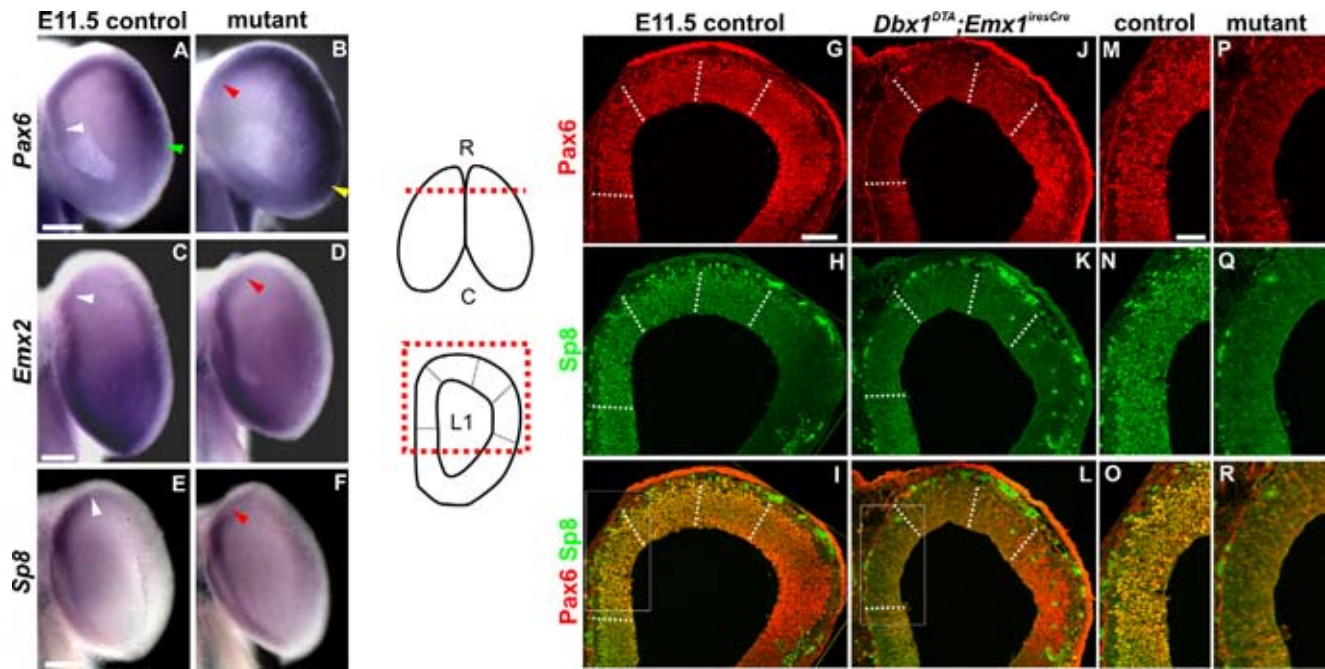 E11.5 control mutant
E11.5 control Dbx1DTA;Emx1iresCre control mutant
A B
Pax6
C D
Emx2
E F
Sp8
R
C
L1
G J M P
Pax6
H K N Q
Sp8
I L O R
Pax6 Sp8